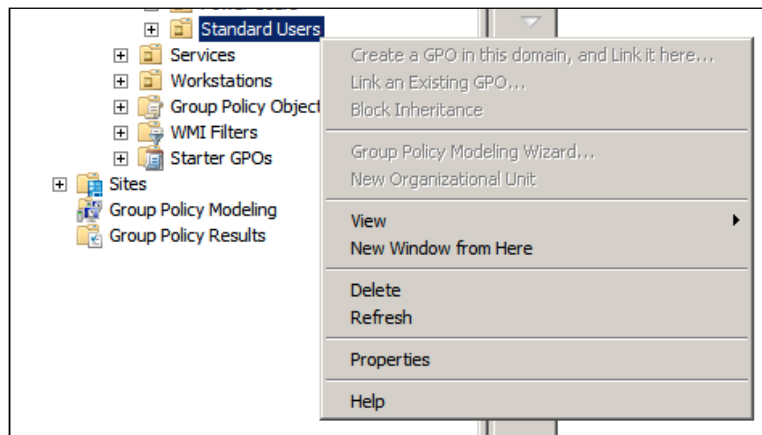 Standard Users
Services
Workstations
Group Policy Object
WMI Filters
Starter GPOs
Sites
Group Policy Modeling
Group Policy Results
Create a GPO in this domain, and Link it here...
Link an Existing GPO...
Block Inheritance
Group Policy Modeling Wizard...
New Organizational Unit
View
New Window from Here
Delete
Refresh
Properties
Help